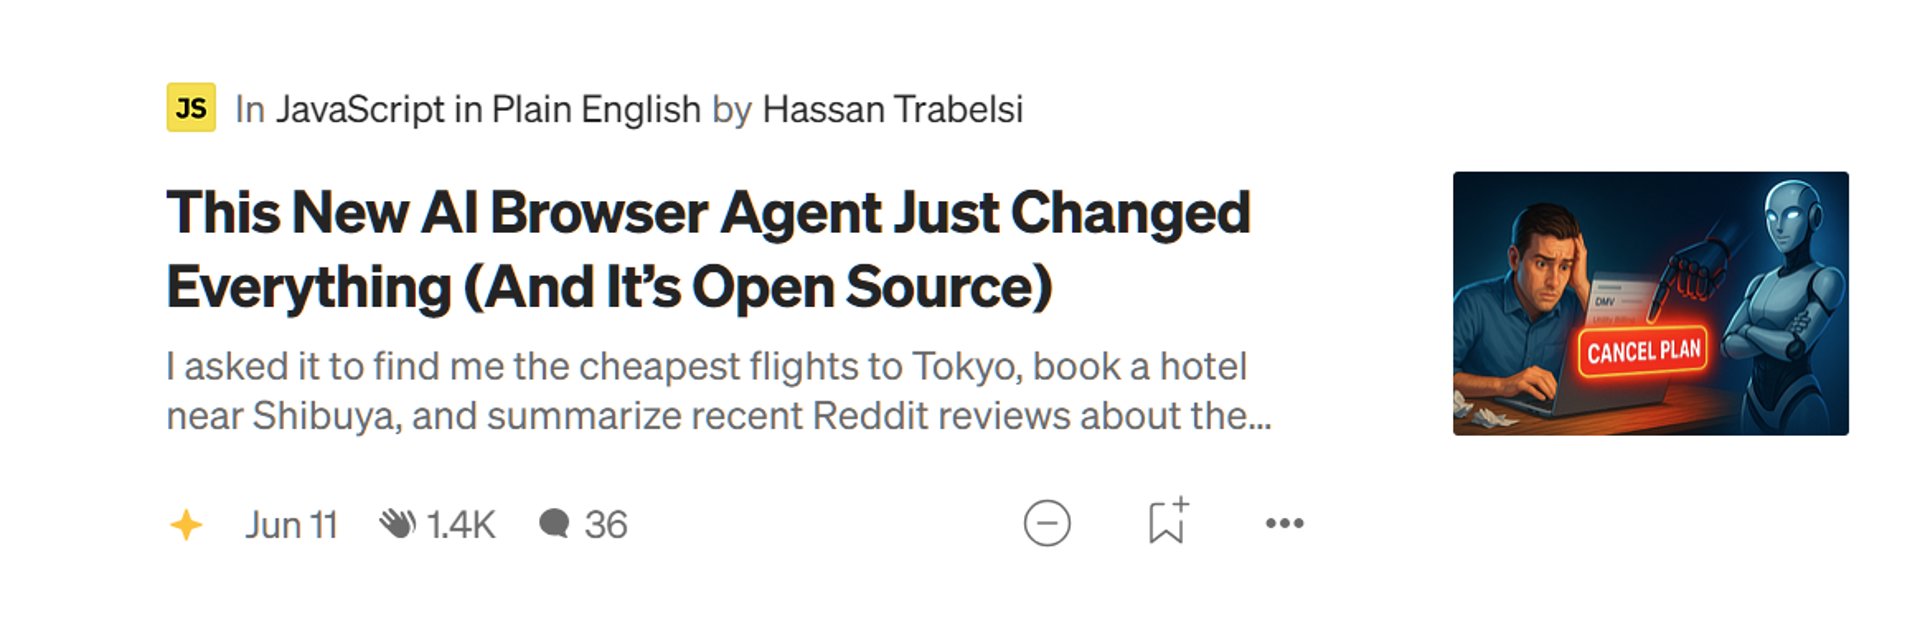 JS In JavaScript in Plain English by Hassan Trabelsi
This New AI Browser Agent Just Changed
Everything (And It’s Open Source)
I asked it to find me the cheapest flights to Tokyo, book a hotel
near Shibuya, and summarize recent Reddit reviews about the...
DMV
CANCEL PLAN
Jun 11 1.4K 36